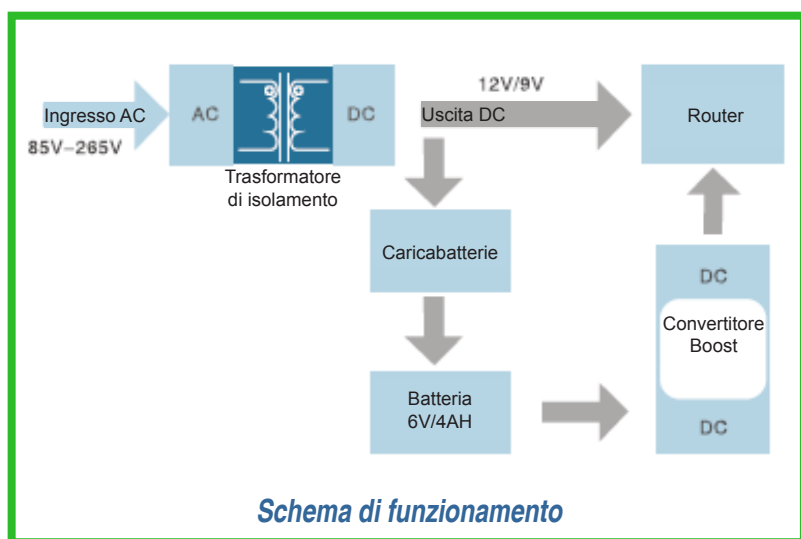 Ingresso AC
85V–265V
AC
DC
Trasformatore
di isolamento
12V/9V
Uscita DC
Router
Caricabatterie
Batteria
6V/4AH
DC
Convertitore
Boost
DC
Schema di funzionamento